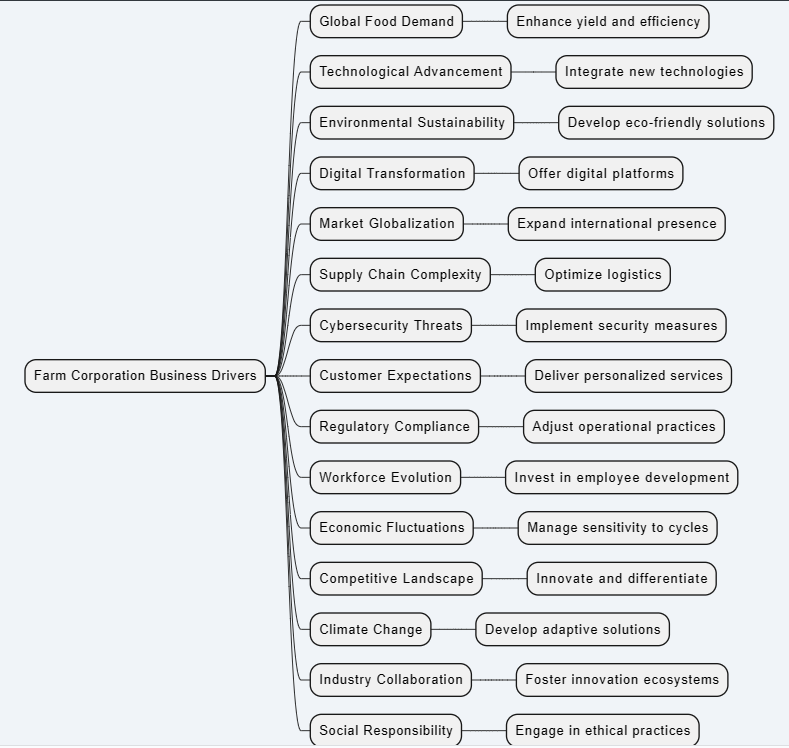 Global Food Demand
Enhance yield and efficiency
Technological Advancement
Integrate new technologies
Environmental Sustainability
Develop eco-friendly solutions
Digital Transformation
Offer digital platforms
Market Globalization
Expand international presence
Supply Chain Complexity
Optimize logistics
Cybersecurity Threats
Implement security measures
Farm Corporation Business Drivers
Customer Expectations
Deliver personalized services
Regulatory Compliance
Adjust operational practices
Workforce Evolution
Invest in employee development
Economic Fluctuations
Manage sensitivity to cycles
Competitive Landscape
Innovate and differentiate
Climate Change
Develop adaptive solutions
Industry Collaboration
Foster innovation ecosystems
Social Responsibility
Engage in ethical practices